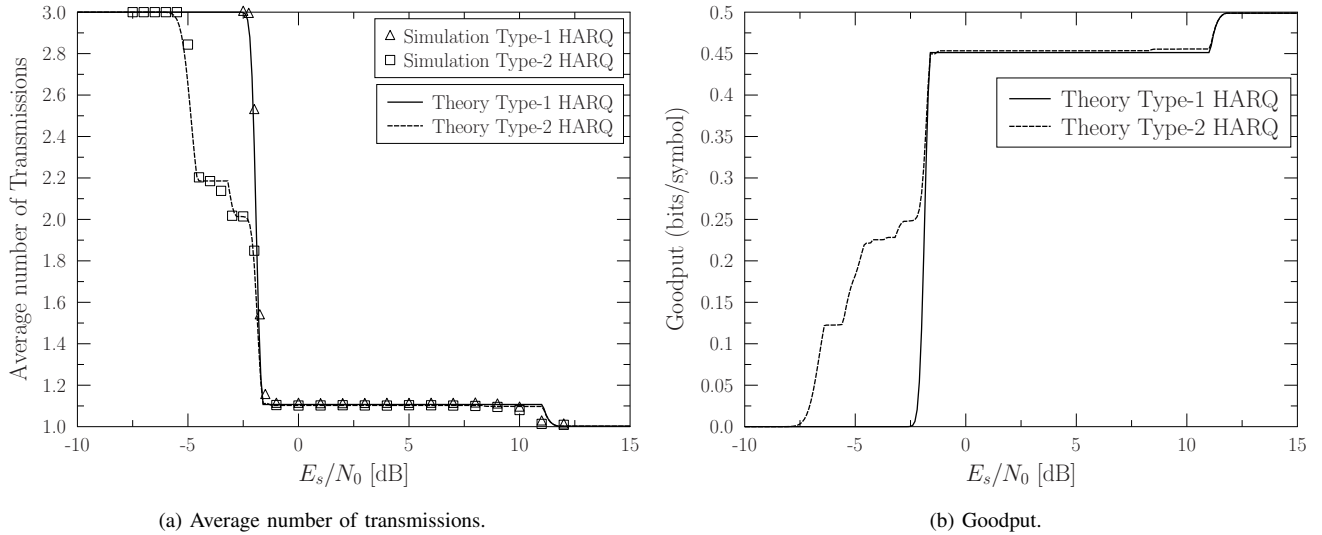 3.0
2.8
2.6
2.4
2.2
2.0
1.8
1.6
1.4
1.2
1.0
Average number of Transmissions
Simulation Type-1 HARQ
Simulation Type-2 HARQ
Theory Type-1 HARQ
Theory Type-2 HARQ
-10
-5
0
5
10
15
E_s/N_0 [dB]
(a) Average number of transmissions.
0.5
0.45
0.4
0.35
0.3
0.25
0.2
0.15
0.1
0.05
0.0
Goodput (bits/symbol)
Theory Type-1 HARQ
Theory Type-2 HARQ
-10
-5
0
5
10
15
E_s/N_0 [dB]
(b) Goodput.